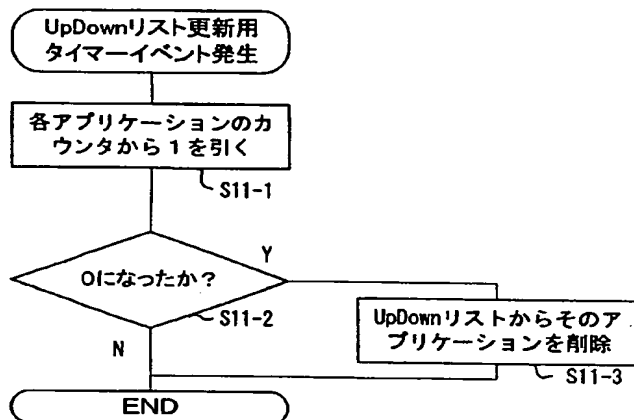 UpDownリスト更新用
タイマーイベント発生
各アプリケーションのカ
ウンタから1を引く
S11-1
0になったか?
Y
S11-2
UpDownリストからそのア
プリケーションを削除
N
S11-3
END